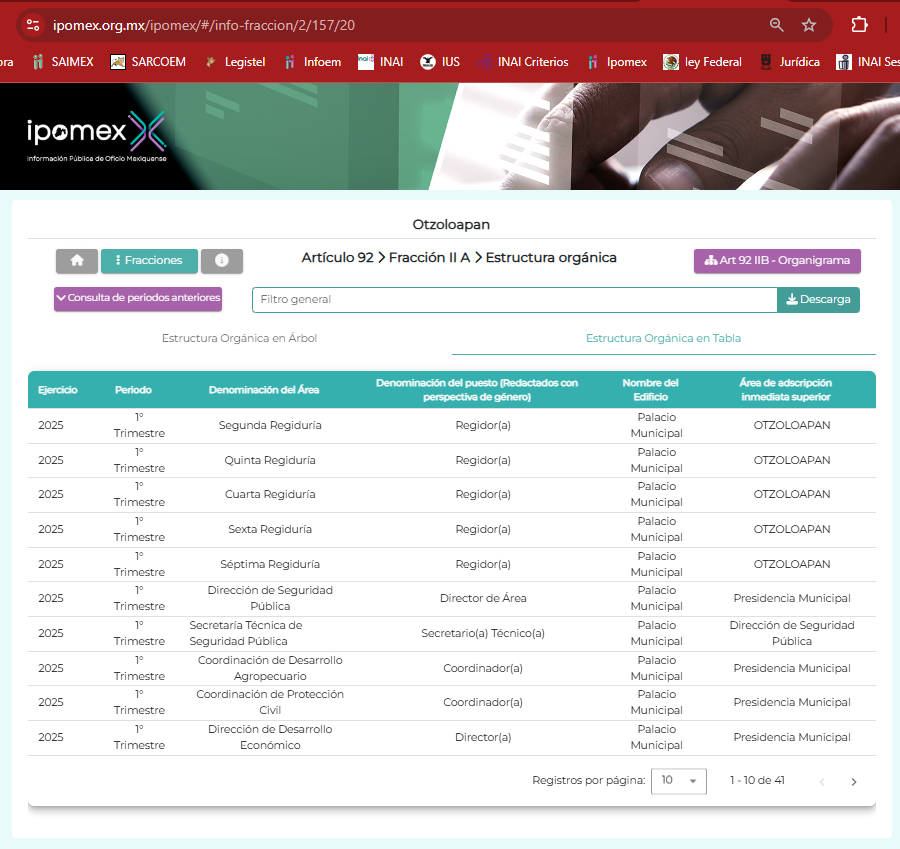 ipomex.org.mx/ipomex/#/info-fraccion/2/157/20
ora SAIMEX SARCOEM Legistel Infoem INAI IUS INAI Criterios Ipomex ley Federal Jurídica INAI Ses
ipomex
Información Pública de Oficio Mexiquense
Otzoloapan
Fracciones
Artículo 92 > Fracción II A > Estructura orgánica
Art 92 IIB - Organigrama
Consulta de periodos anteriores
Filtro general
Descarga
Estructura Orgánica en Árbol
Estructura Orgánica en Tabla
Ejercicio Periodo Denominación del Área Denominación del puesto (Redactados con perspectiva de género) Nombre del Edificio Área de adscripción inmediata superior
2025 1° Trimestre Segunda Regiduría Regidor(a) Palacio Municipal OTZOLOAPAN
2025 1° Trimestre Quinta Regiduría Regidor(a) Palacio Municipal OTZOLOAPAN
2025 1° Trimestre Cuarta Regiduría Regidor(a) Palacio Municipal OTZOLOAPAN
2025 1° Trimestre Sexta Regiduría Regidor(a) Palacio Municipal OTZOLOAPAN
2025 1° Trimestre Séptima Regiduría Regidor(a) Palacio Municipal OTZOLOAPAN
2025 1° Trimestre Dirección de Seguridad Pública Director de Área Palacio Municipal Presidencia Municipal
2025 1° Trimestre Secretaría Técnica de Seguridad Pública Secretario(a) Técnico(a) Palacio Municipal Dirección de Seguridad Pública
2025 1° Trimestre Coordinación de Desarrollo Agropecuario Coordinador(a) Palacio Municipal Presidencia Municipal
2025 1° Trimestre Coordinación de Protección Civil Coordinador(a) Palacio Municipal Presidencia Municipal
2025 1° Trimestre Dirección de Desarrollo Económico Director(a) Palacio Municipal Presidencia Municipal
Registros por página: 10 1 - 10 de 41